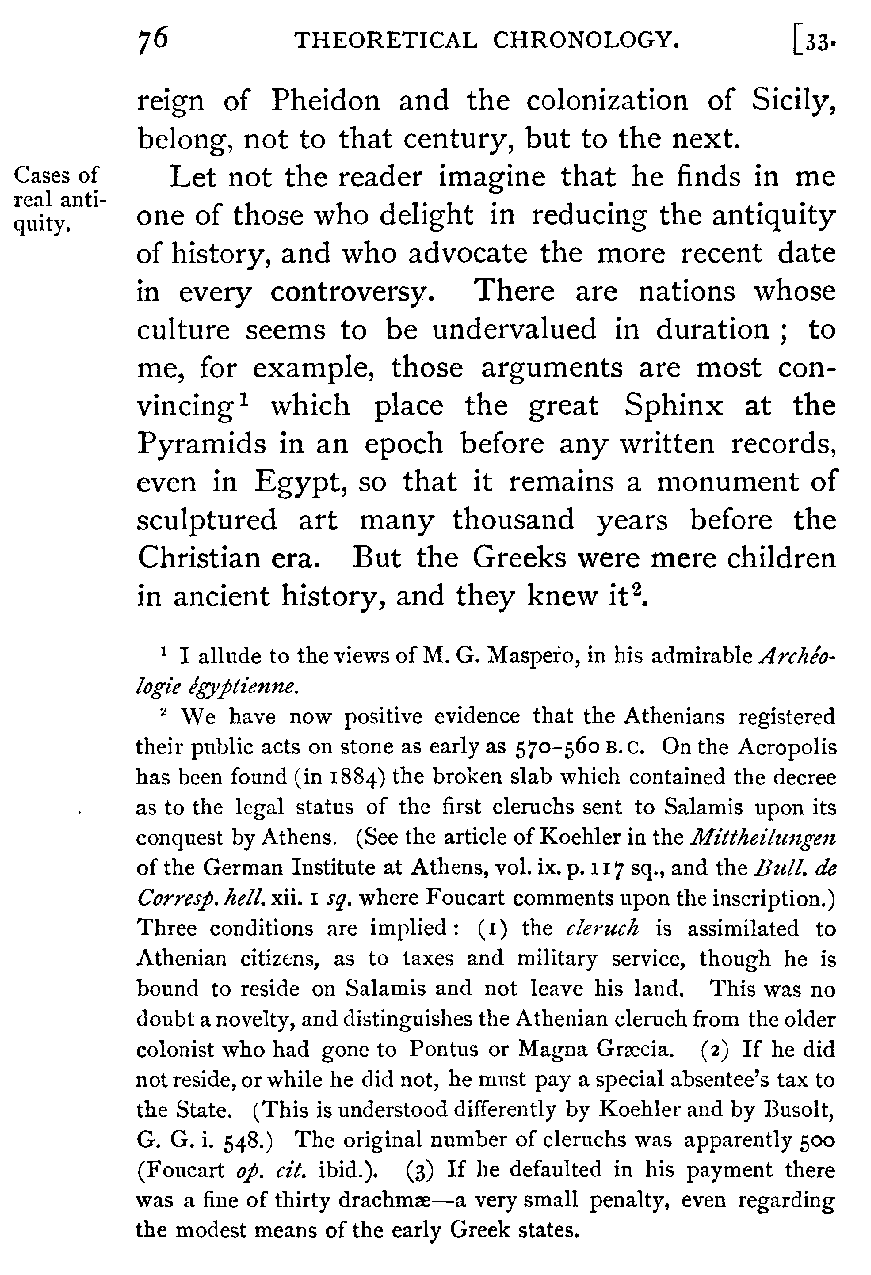 76 THEORETICAL CHRONOLOGY. [33.
reign of Pheidon and the colonization of Sicily,
belong, not to that century, but to the next.
Cases of
real anti-
quity.
Let not the reader imagine that he finds in me
one of those who delight in reducing the antiquity
of history, and who advocate the more recent date
in every controversy. There are nations whose
culture seems to be undervalued in duration ; to
me, for example, those arguments are most con-
vincing¹ which place the great Sphinx at the
Pyramids in an epoch before any written records,
even in Egypt, so that it remains a monument of
sculptured art many thousand years before the
Christian era. But the Greeks were mere children
in ancient history, and they knew it².
¹ I allude to the views of M. G. Maspero, in his admirable Archéo-
logie égyptienne.
² We have now positive evidence that the Athenians registered
their public acts on stone as early as 570–560 B.C. On the Acropolis
has been found (in 1884) the broken slab which contained the decree
as to the legal status of the first cleruchs sent to Salamis upon its
conquest by Athens. (See the article of Koehler in the Mittheilungen
of the German Institute at Athens, vol. ix. p. 117 sq., and the Bull. de
Corresp. hell. xii. 1 sq. where Foucart comments upon the inscription.)
Three conditions are implied : (1) the cleruch is assimilated to
Athenian citizens, as to taxes and military service, though he is
bound to reside on Salamis and not leave his land. This was no
doubt a novelty, and distinguishes the Athenian cleruch from the older
colonist who had gone to Pontus or Magna Græcia. (2) If he did
not reside, or while he did not, he must pay a special absentee's tax to
the State. (This is understood differently by Koehler and by Busolt,
G. G. i. 548.) The original number of cleruchs was apparently 500
(Foucart op. cit. ibid.). (3) If he defaulted in his payment there
was a fine of thirty drachmæ—a very small penalty, even regarding
the modest means of the early Greek states.